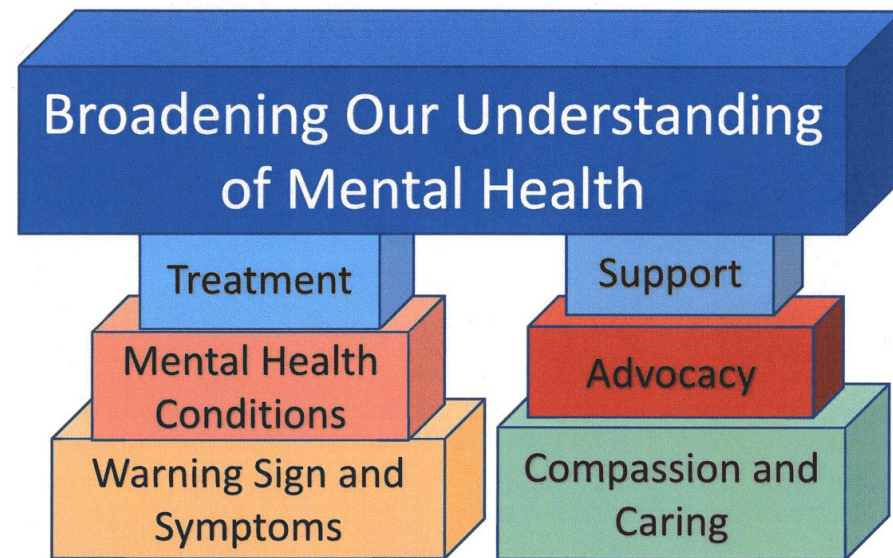 Broadening Our Understanding
of Mental Health
Treatment
Support
Mental Health
Conditions
Advocacy
Warning Sign and
Symptoms
Compassion and
Caring